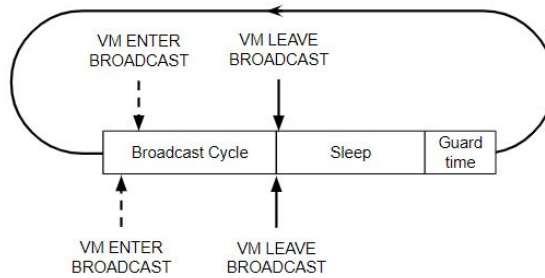 VM ENTER
BROADCAST
VM LEAVE
BROADCAST
Broadcast Cycle
Sleep
Guard
time
VM ENTER
BROADCAST
VM LEAVE
BROADCAST